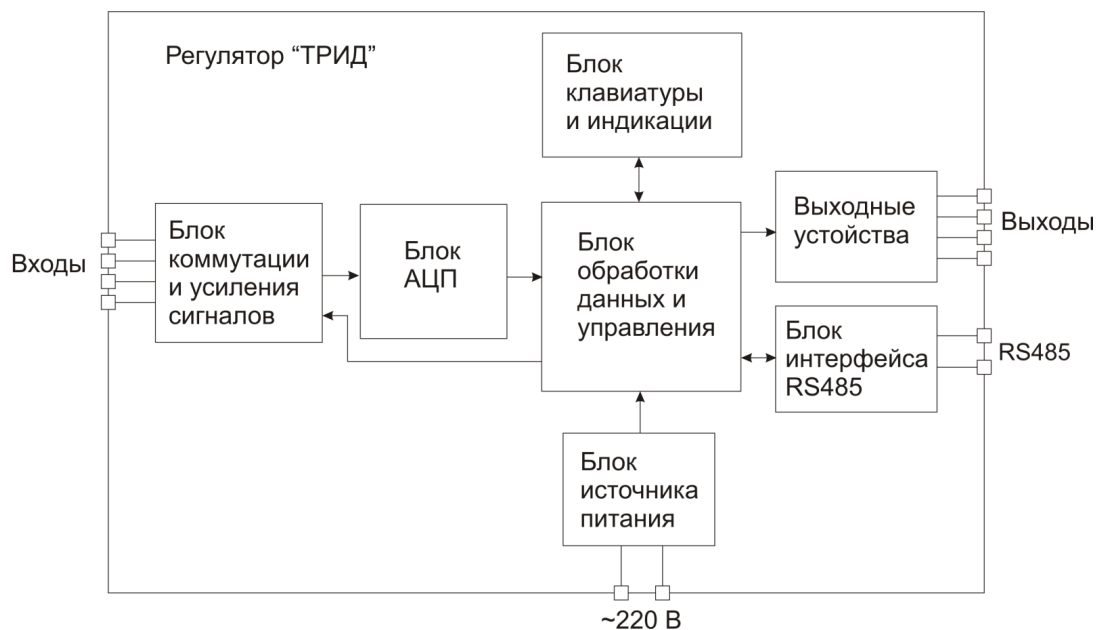 Регулятор “ТРИД”
Блок
клавиатуры
и индикации
Входы
Блок
коммутации
и усиления
сигналов
Блок
АЦП
Блок
обработки
данных и
управления
Выходные
устойства
Выходы
Блок
интерфейса
RS485
RS485
Блок
источника
питания
~220 В